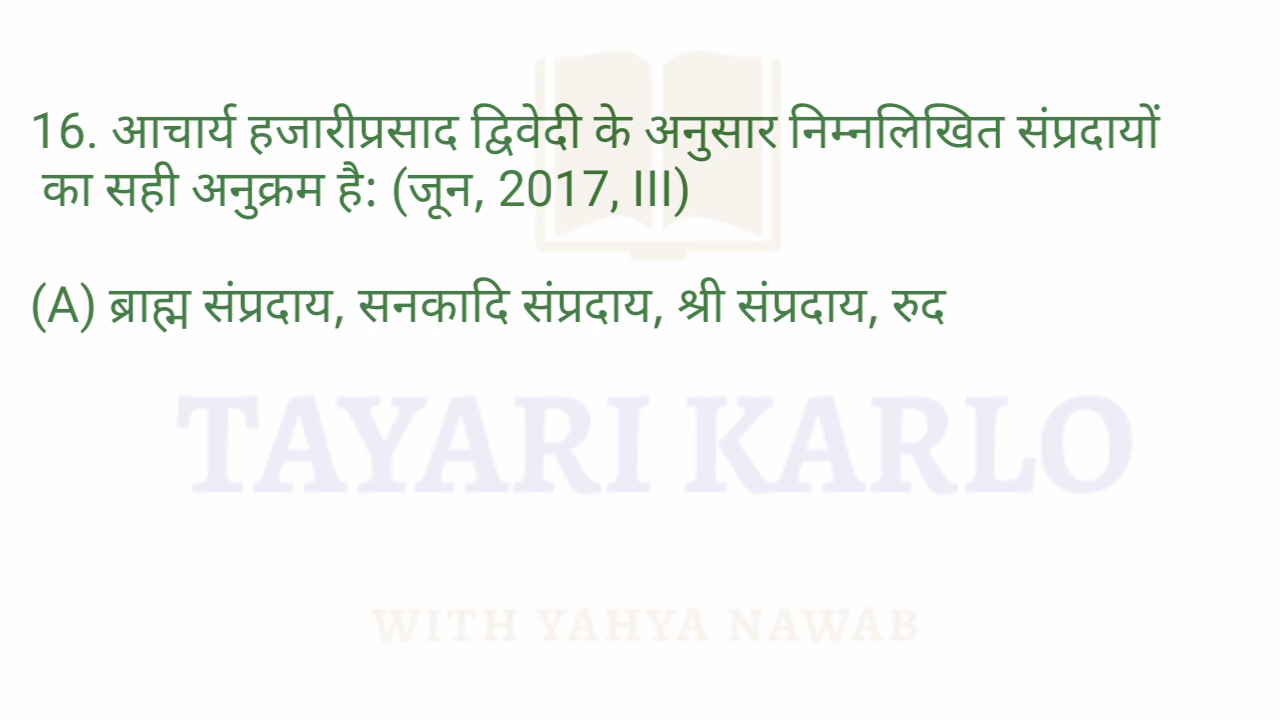 16. आचार्य हजारीप्रसाद द्विवेदी के अनुसार निम्नलिखित संप्रदायों
का सही अनुक्रम है: (जून, 2017, III)
(A) ब्राह्म संप्रदाय, सनकादि संप्रदाय, श्री संप्रदाय, रुद
TAYARI KARLO
WITH YAHYA NAWAB